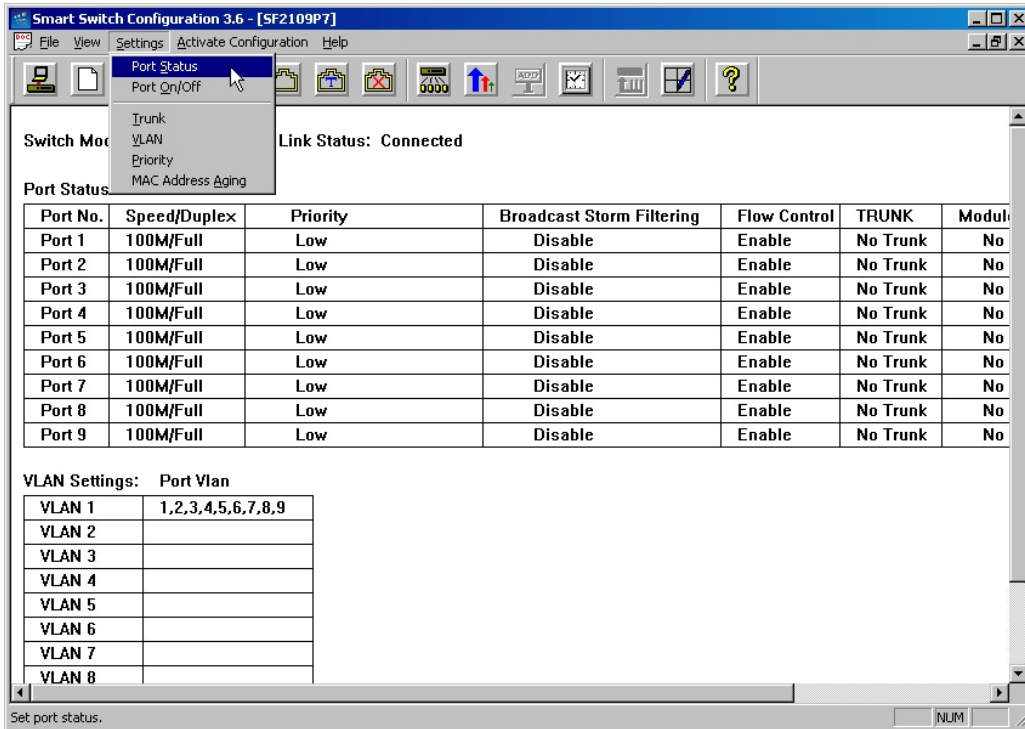 Smart Switch Configuration 3.6 - [SF2109P7]
File View Settings Activate Configuration Help
Port Status
Port On/Off
Trunk
VLAN
Priority
MAC Address Aging
ADD
Switch Link Status: Connected
Port Status
Port No. Speed/Duplex Priority Broadcast Storm Filtering Flow Control TRUNK
Port 1 100M/Full Low Disable Enable No Trunk No
Port 2 100M/Full Low Disable Enable No Trunk No
Port 3 100M/Full Low Disable Enable No Trunk No
Port 4 100M/Full Low Disable Enable No Trunk No
Port 5 100M/Full Low Disable Enable No Trunk No
Port 6 100M/Full Low Disable Enable No Trunk No
Port 7 100M/Full Low Disable Enable No Trunk No
Port 8 100M/Full Low Disable Enable No Trunk No
Port 9 100M/Full Low Disable Enable No Trunk No
VLAN Settings: Port Vlan
VLAN 1 1,2,3,4,5,6,7,8,9
VLAN 2
VLAN 3
VLAN 4
VLAN 5
VLAN 6
VLAN 7
VLAN 8
Set port status. NUM